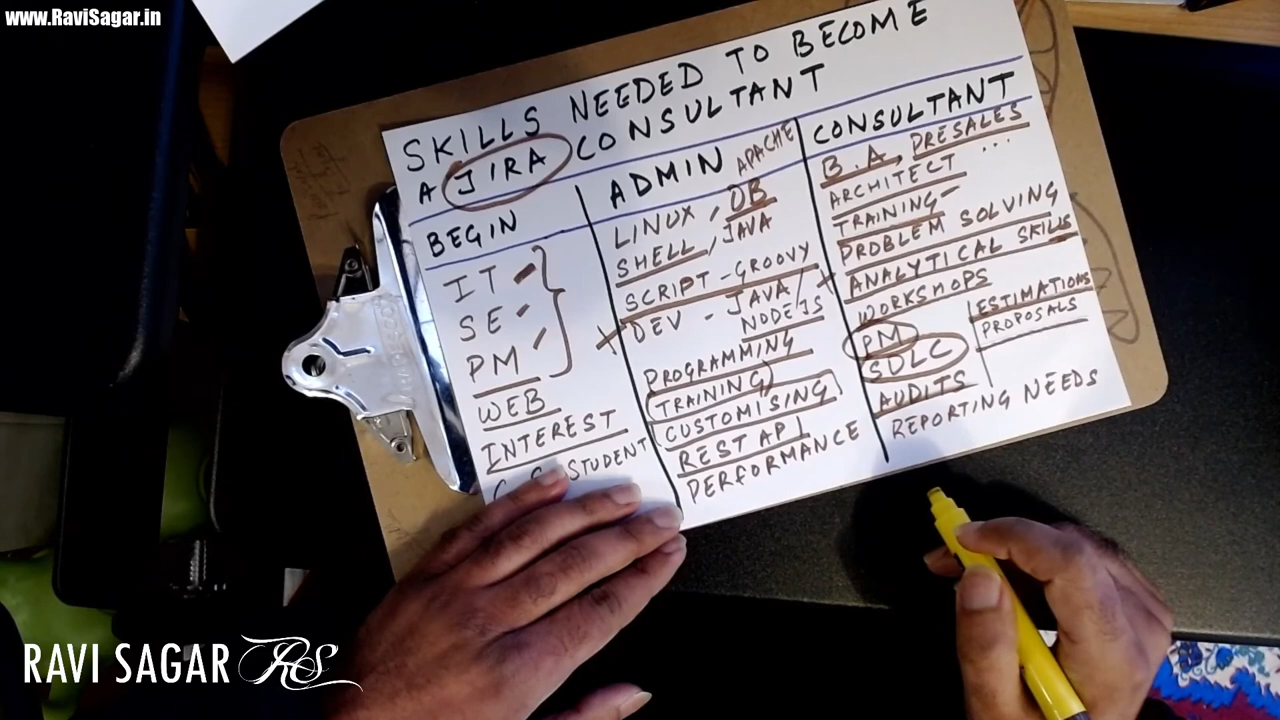 www.RaviSagar.in
SKILLS NEEDED TO BECOME
A JIRA CONSULTANT
BEGIN
IT
SE
PM
WEB
INTEREST
STUDENT
ADMIN APACHE
LINUX, DB
SHELL, JAVA
SCRIPT - GROOVY
DEV - JAVA/
NODEJS
PROGRAMMING
TRAINING
CUSTOMISING
REST API
PERFORMANCE
CONSULTANT
B.A, PRESALES
ARCHITECT ...
TRAINING
PROBLEM SOLVING
ANALYTICAL SKILLS
WORKSHOPS
PM
SDLC
AUDITS
ESTIMATIONS
PROPOSALS
REPORTING NEEDS
RAVI SAGAR RS